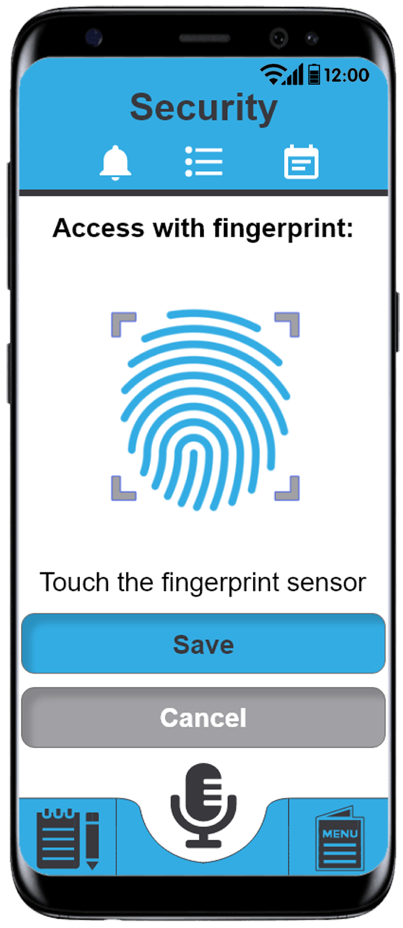 12:00
Security
Access with fingerprint:
Touch the fingerprint sensor
Save
Cancel
MENU